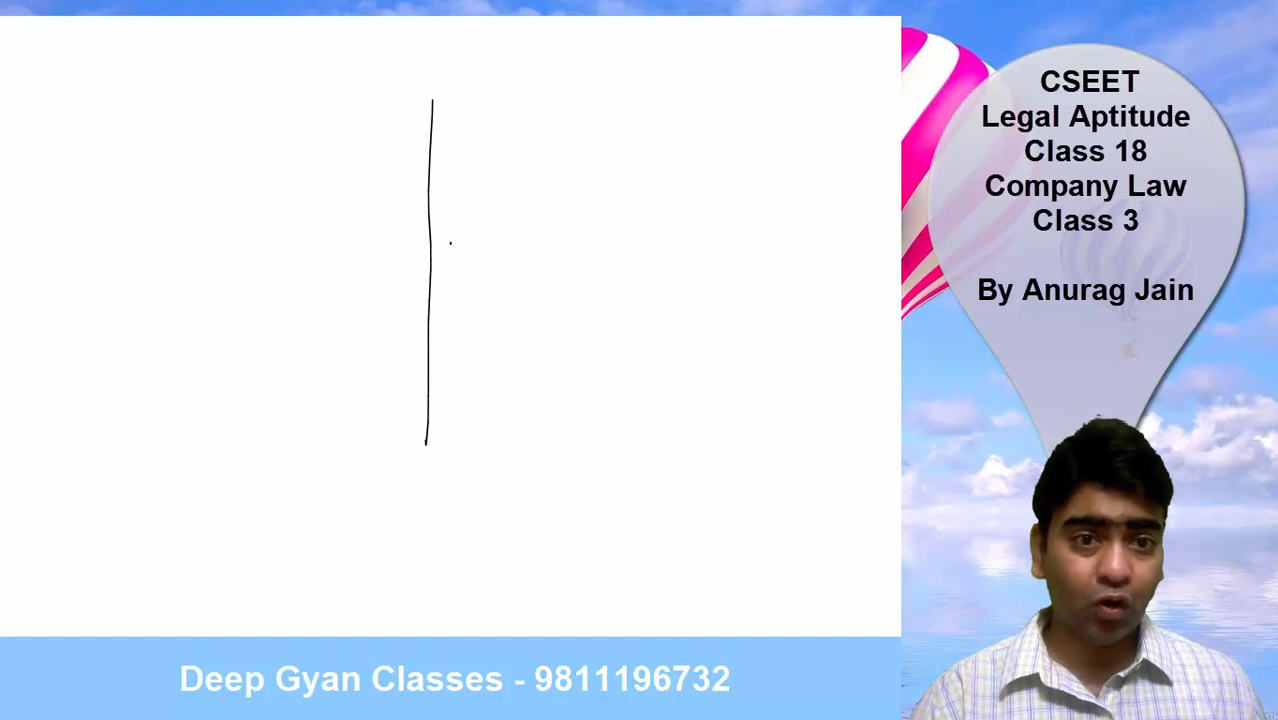 CSEET
Legal Aptitude
Class 18
Company Law
Class 3
By Anurag Jain
Deep Gyan Classes - 9811196732